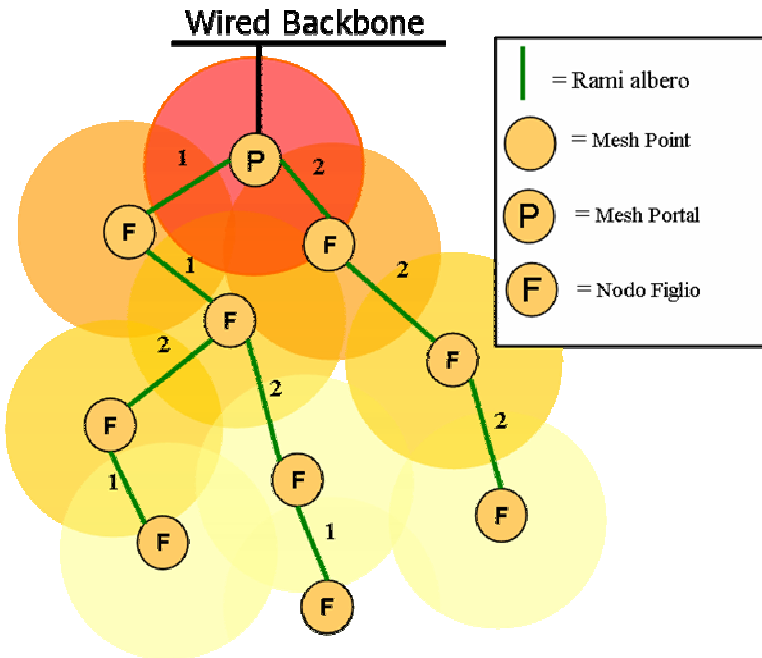 Wired Backbone
= Rami albero
= Mesh Point
P = Mesh Portal
F = Nodo Figlio
P
1
2
F
F
1
2
F
F
2
2
2
F
F
1
F
F
1
F